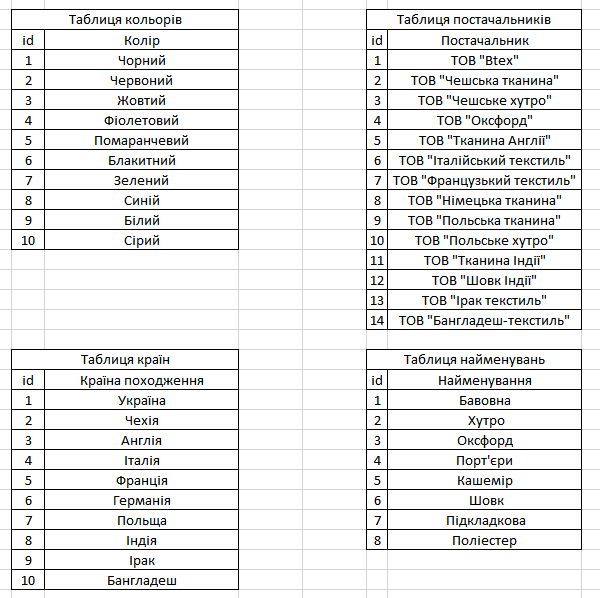 Таблиця кольорів
id Колір
1 Чорний
2 Червоний
3 Жовтий
4 Фіолетовий
5 Помаранчевий
6 Блакитний
7 Зелений
8 Синій
9 Білий
10 Сірий
Таблиця постачальників
id Постачальник
1 ТОВ "Btex"
2 ТОВ "Чешська тканина"
3 ТОВ "Чешське хутро"
4 ТОВ "Оксфорд"
5 ТОВ "Тканина Англії"
6 ТОВ "Італійський текстиль"
7 ТОВ "Французький текстиль"
8 ТОВ "Німецька тканина"
9 ТОВ "Польська тканина"
10 ТОВ "Польське хутро"
11 ТОВ "Тканина Індії"
12 ТОВ "Шовк Індії"
13 ТОВ "Ірак текстиль"
14 ТОВ "Бангладеш-текстиль"
Таблиця країн
id Країна походження
1 Україна
2 Чехія
3 Англія
4 Італія
5 Франція
6 Германія
7 Польща
8 Індія
9 Ірак
10 Бангладеш
Таблиця найменувань
id Найменування
1 Бавовна
2 Хутро
3 Оксфорд
4 Порт'єри
5 Кашемір
6 Шовк
7 Підкладкова
8 Поліестер